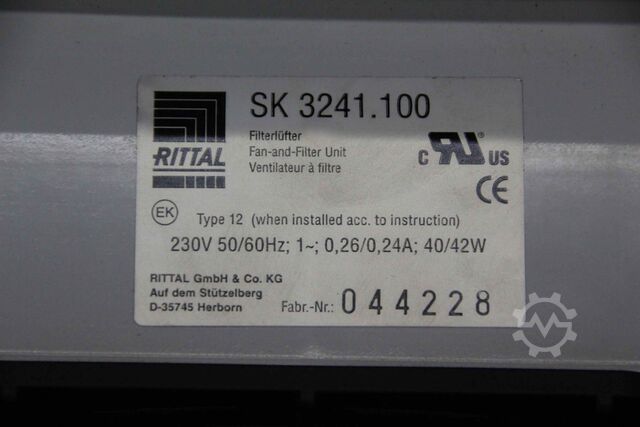 SK 3241.100
Filterlüfter
Fan-and-Filter Unit
Ventilateur à filtre
RITTAL
C RU US
CE
EK
Type 12 (when installed acc. to instruction)
230V 50/60Hz; 1~; 0,26/0,24A; 40/42W
RITTAL GmbH & Co. KG
Auf dem Stützelberg
D-35745 Herborn
Fabr.-Nr.: 044228